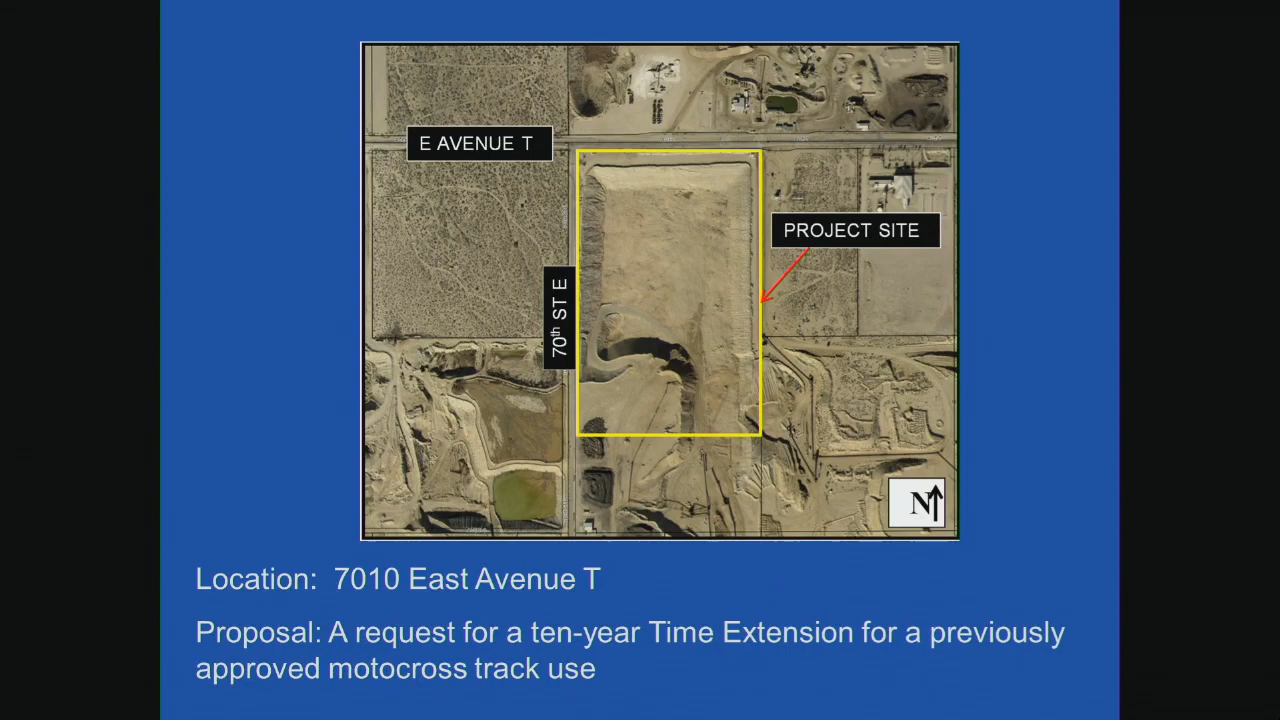 E AVENUE T
PROJECT SITE
70th ST E
N
Location: 7010 East Avenue T
Proposal: A request for a ten-year Time Extension for a previously
approved motocross track use